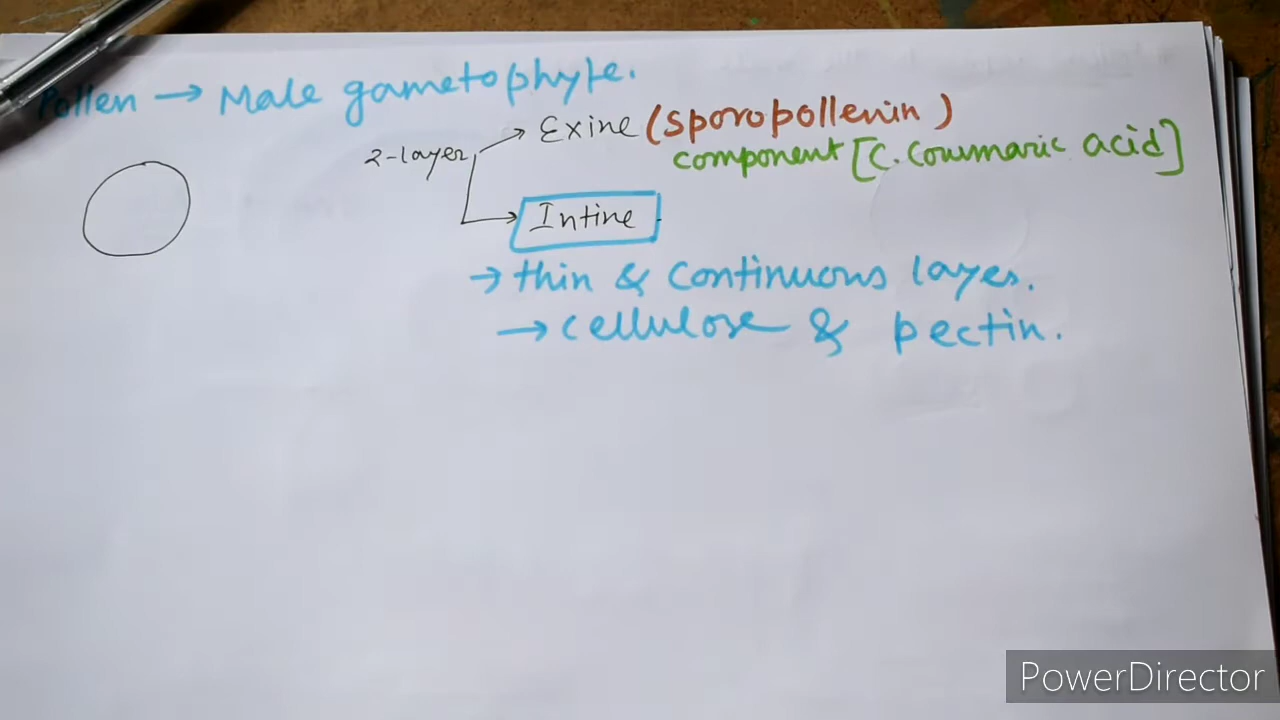 Pollen → Male gametophyte.
2-layer → Exine (sporopollenin)
component [C. Coumaric acid]
→ Intine
→ thin & continuous layer.
→ cellulose & pectin.
PowerDirector